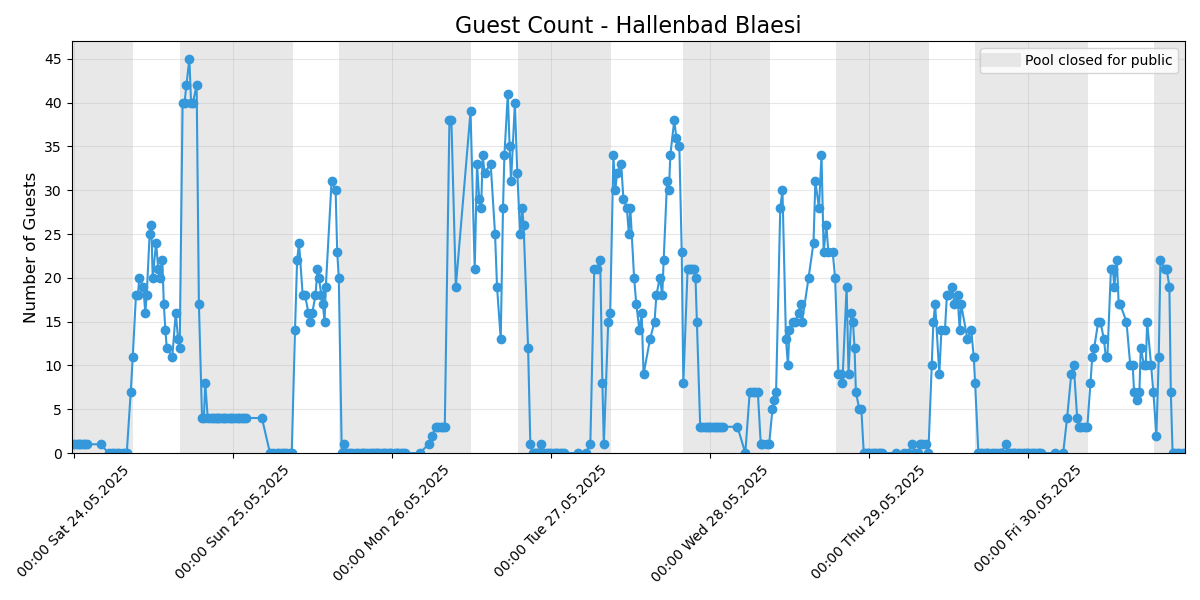 Guest Count - Hallenbad Blaesi
Pool closed for public
Number of Guests
45
40
35
30
25
20
15
10
5
0
00:00 Sat 24.05.2025
00:00 Sun 25.05.2025
00:00 Mon 26.05.2025
00:00 Tue 27.05.2025
00:00 Wed 28.05.2025
00:00 Thu 29.05.2025
00:00 Fri 30.05.2025